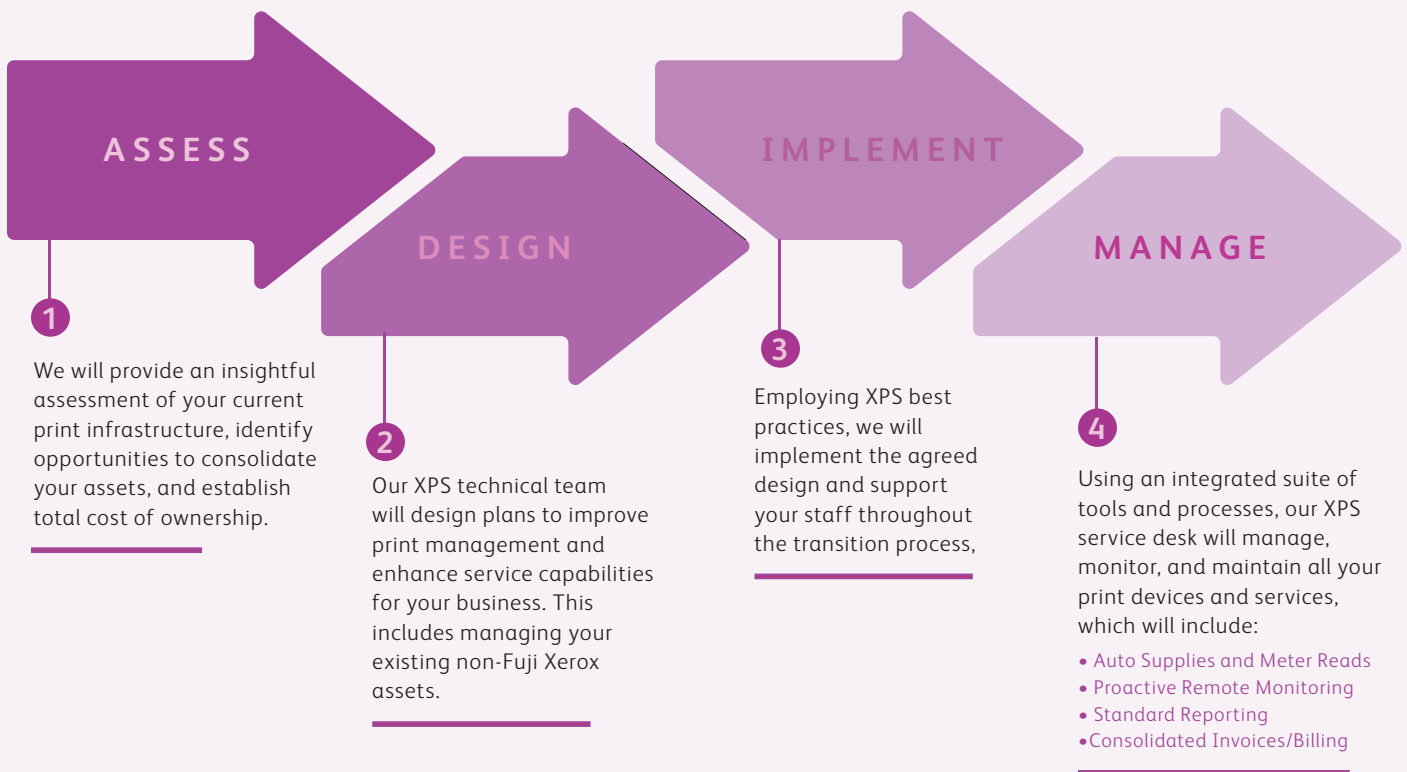 ASSESS
1
We will provide an insightful
assessment of your current
print infrastructure, identify
opportunities to consolidate
your assets, and establish
total cost of ownership.
DESIGN
2
Our XPS technical team
will design plans to improve
print management and
enhance service capabilities
for your business. This
includes managing your
existing non-Fuji Xerox
assets.
IMPLEMENT
3
Employing XPS best
practices, we will
implement the agreed
design and support
your staff throughout
the transition process,
MANAGE
4
Using an integrated suite of
tools and processes, our XPS
service desk will manage,
monitor, and maintain all your
print devices and services,
which will include:
• Auto Supplies and Meter Reads
• Proactive Remote Monitoring
• Standard Reporting
•Consolidated Invoices/Billing